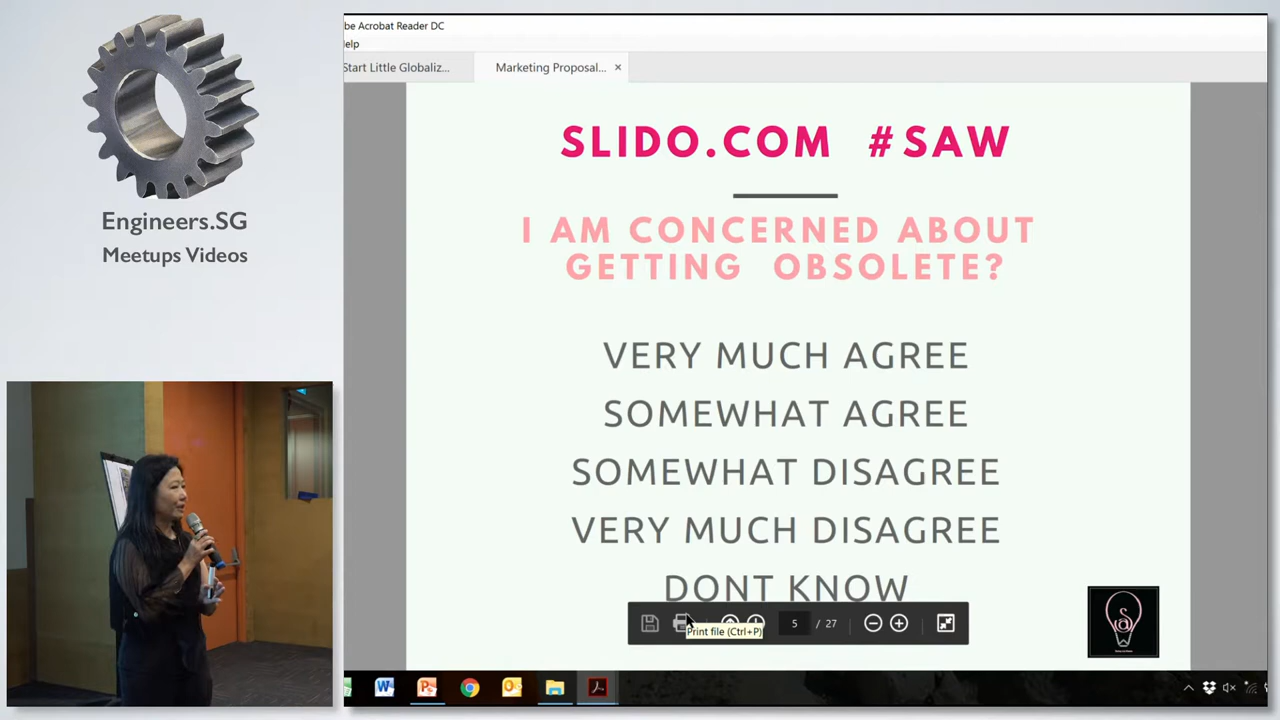 Engineers.SG
Meetups Videos
be Acrobat Reader DC
elp
Start Little Globaliz...
Marketing Proposal...
SLIDO.COM #SAW
I AM CONCERNED ABOUT
GETTING OBSOLETE?
VERY MUCH AGREE
SOMEWHAT AGREE
SOMEWHAT DISAGREE
VERY MUCH DISAGREE
DONT KNOW
5 / 27
Print file (Ctrl+P)